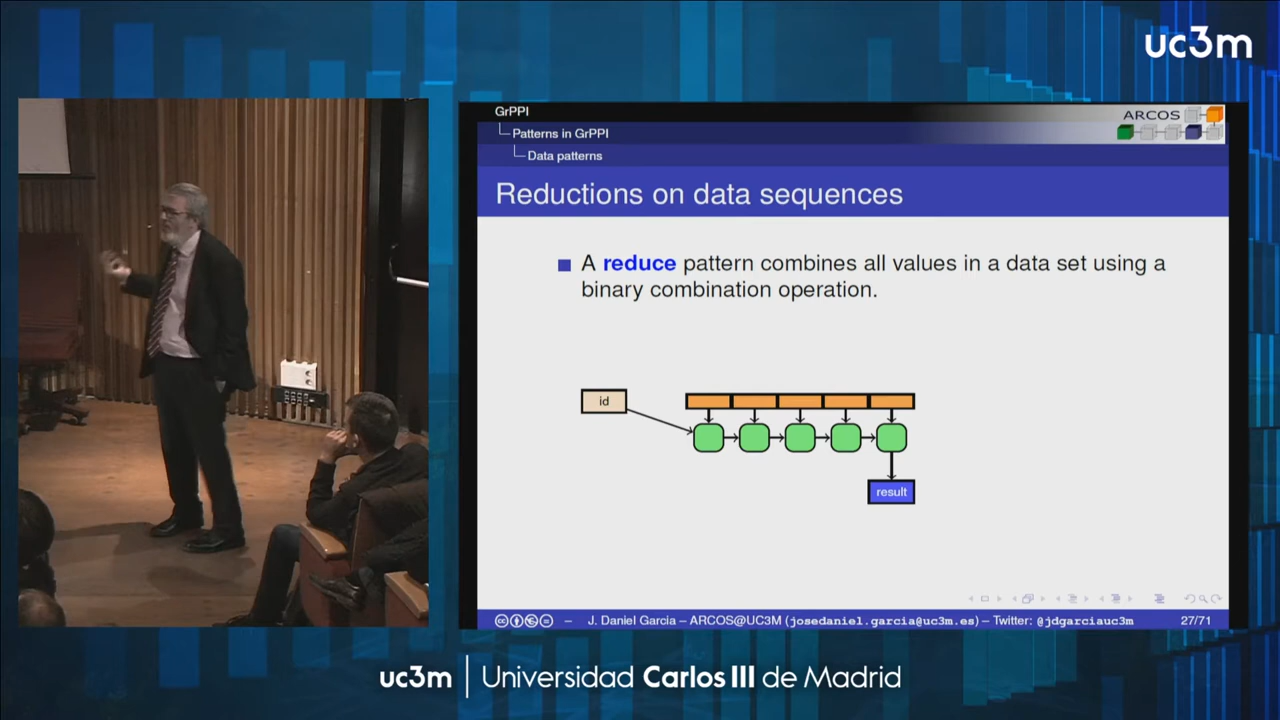 uc3m
GrPPI
Patterns in GrPPI
Data patterns
ARCOS
Reductions on data sequences
A reduce pattern combines all values in a data set using a
binary combination operation.
id
result
– J. Daniel Garcia – ARCOS@UC3M (josedaniel.garcia@uc3m.es) – Twitter: @jdgarciauc3m 27/71
uc3m | Universidad Carlos III de Madrid